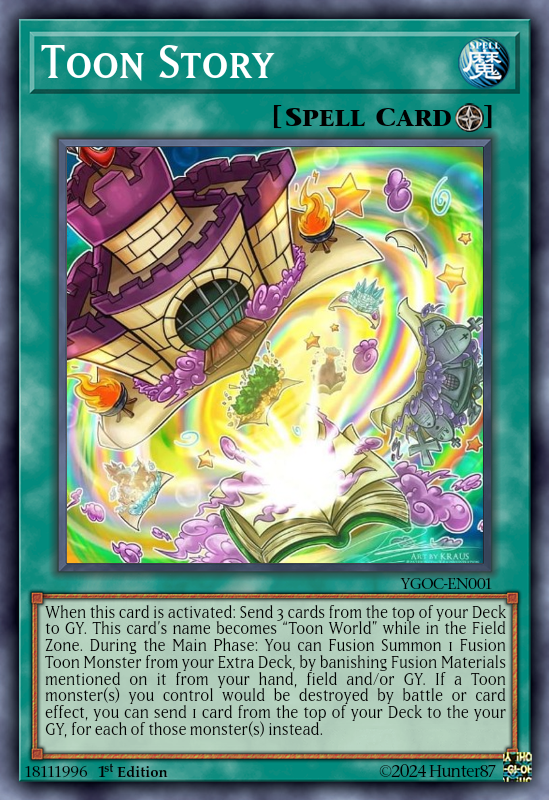 TOON STORY
SPELL
魔
[SPELL CARD]
ART BY KRAUS
YGOC-EN001
When this card is activated: Send 3 cards from the top of your Deck
to GY. This card's name becomes “Toon World” while in the Field
Zone. During the Main Phase: You can Fusion Summon 1 Fusion
Toon Monster from your Extra Deck, by banishing Fusion Materials
mentioned on it from your hand, field and/or GY. If a Toon
monster(s) you control would be destroyed by battle or card
effect, you can send 1 card from the top of your Deck to the your
GY, for each of those monster(s) instead.
18111996 1st Edition ©2024 Hunter87